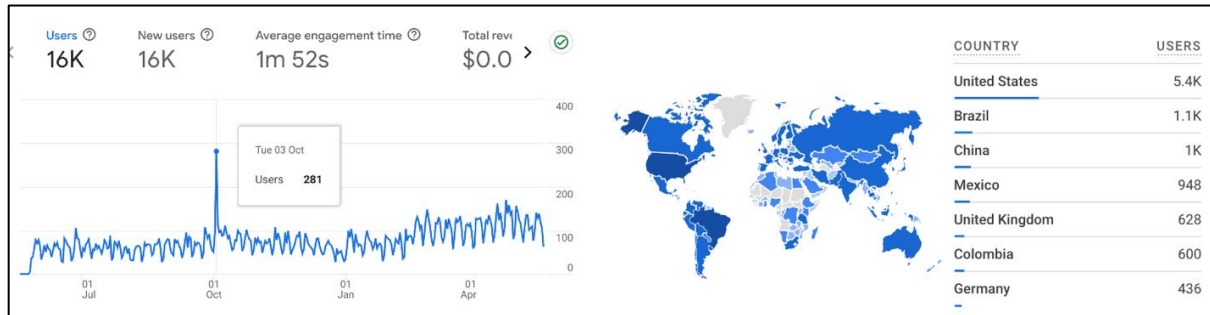 Users New users Average engagement time Total reve
16K 16K 1m 52s $0.0
400
300
200
100
0
Tue 03 Oct
Users 281
01 Jul
01 Oct
01 Jan
01 Apr
COUNTRY USERS
United States 5.4K
Brazil 1.1K
China 1K
Mexico 948
United Kingdom 628
Colombia 600
Germany 436